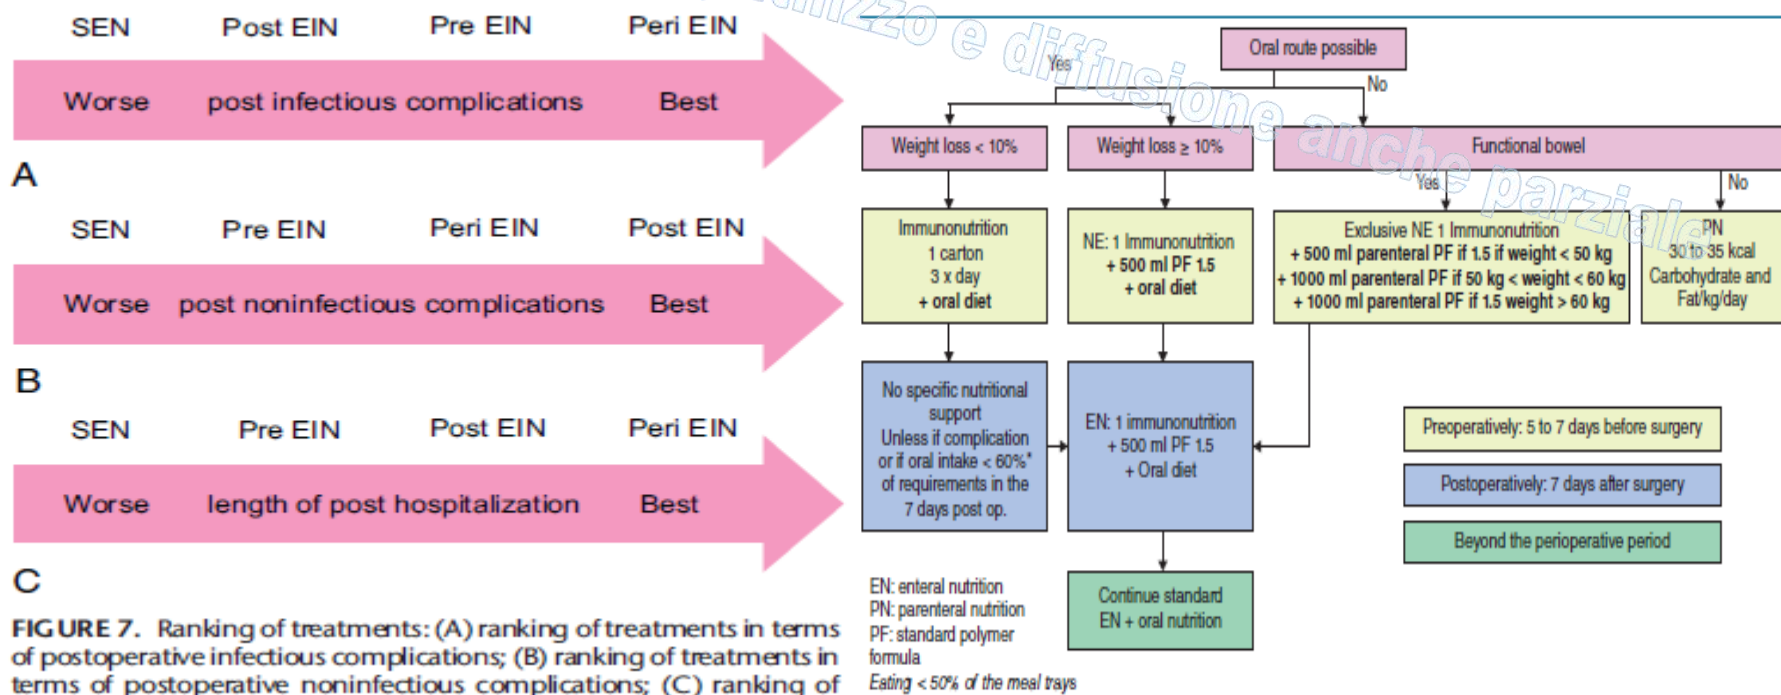 SEN Post EIN Pre EIN Peri EIN
Worse post infectious complications Best
A
SEN Pre EIN Peri EIN Post EIN
Worse post noninfectious complications Best
B
SEN Pre EIN Post EIN Peri EIN
Worse length of post hospitalization Best
C
FIGURE 7. Ranking of treatments: (A) ranking of treatments in terms
of postoperative infectious complications; (B) ranking of treatments in
terms of postoperative noninfectious complications; (C) ranking of
e diffusione anche parziale
Oral route possible
Yes
No
Weight loss < 10%
Weight loss ≥ 10%
Functional bowel
Yes
No
Immunonutrition
1 carton
3 x day
+ oral diet
NE: 1 Immunonutrition
+ 500 ml PF 1.5
+ oral diet
Exclusive NE 1 Immunonutrition
+ 500 ml parenteral PF if 1.5 if weight < 50 kg
+ 1000 ml parenteral PF if 50 kg < weight < 60 kg
+ 1000 ml parenteral PF if 1.5 weight > 60 kg
PN
30 to 35 kcal
Carbohydrate and
Fat/kg/day
No specific nutritional
support
Unless if complication
or if oral intake < 60%*
of requirements in the
7 days post op.
EN: 1 immunonutrition
+ 500 ml PF 1.5
+ Oral diet
Preoperatively: 5 to 7 days before surgery
Postoperatively: 7 days after surgery
Beyond the perioperative period
Continue standard
EN + oral nutrition
EN: enteral nutrition
PN: parenteral nutrition
PF: standard polymer
formula
Eating < 50% of the meal trays